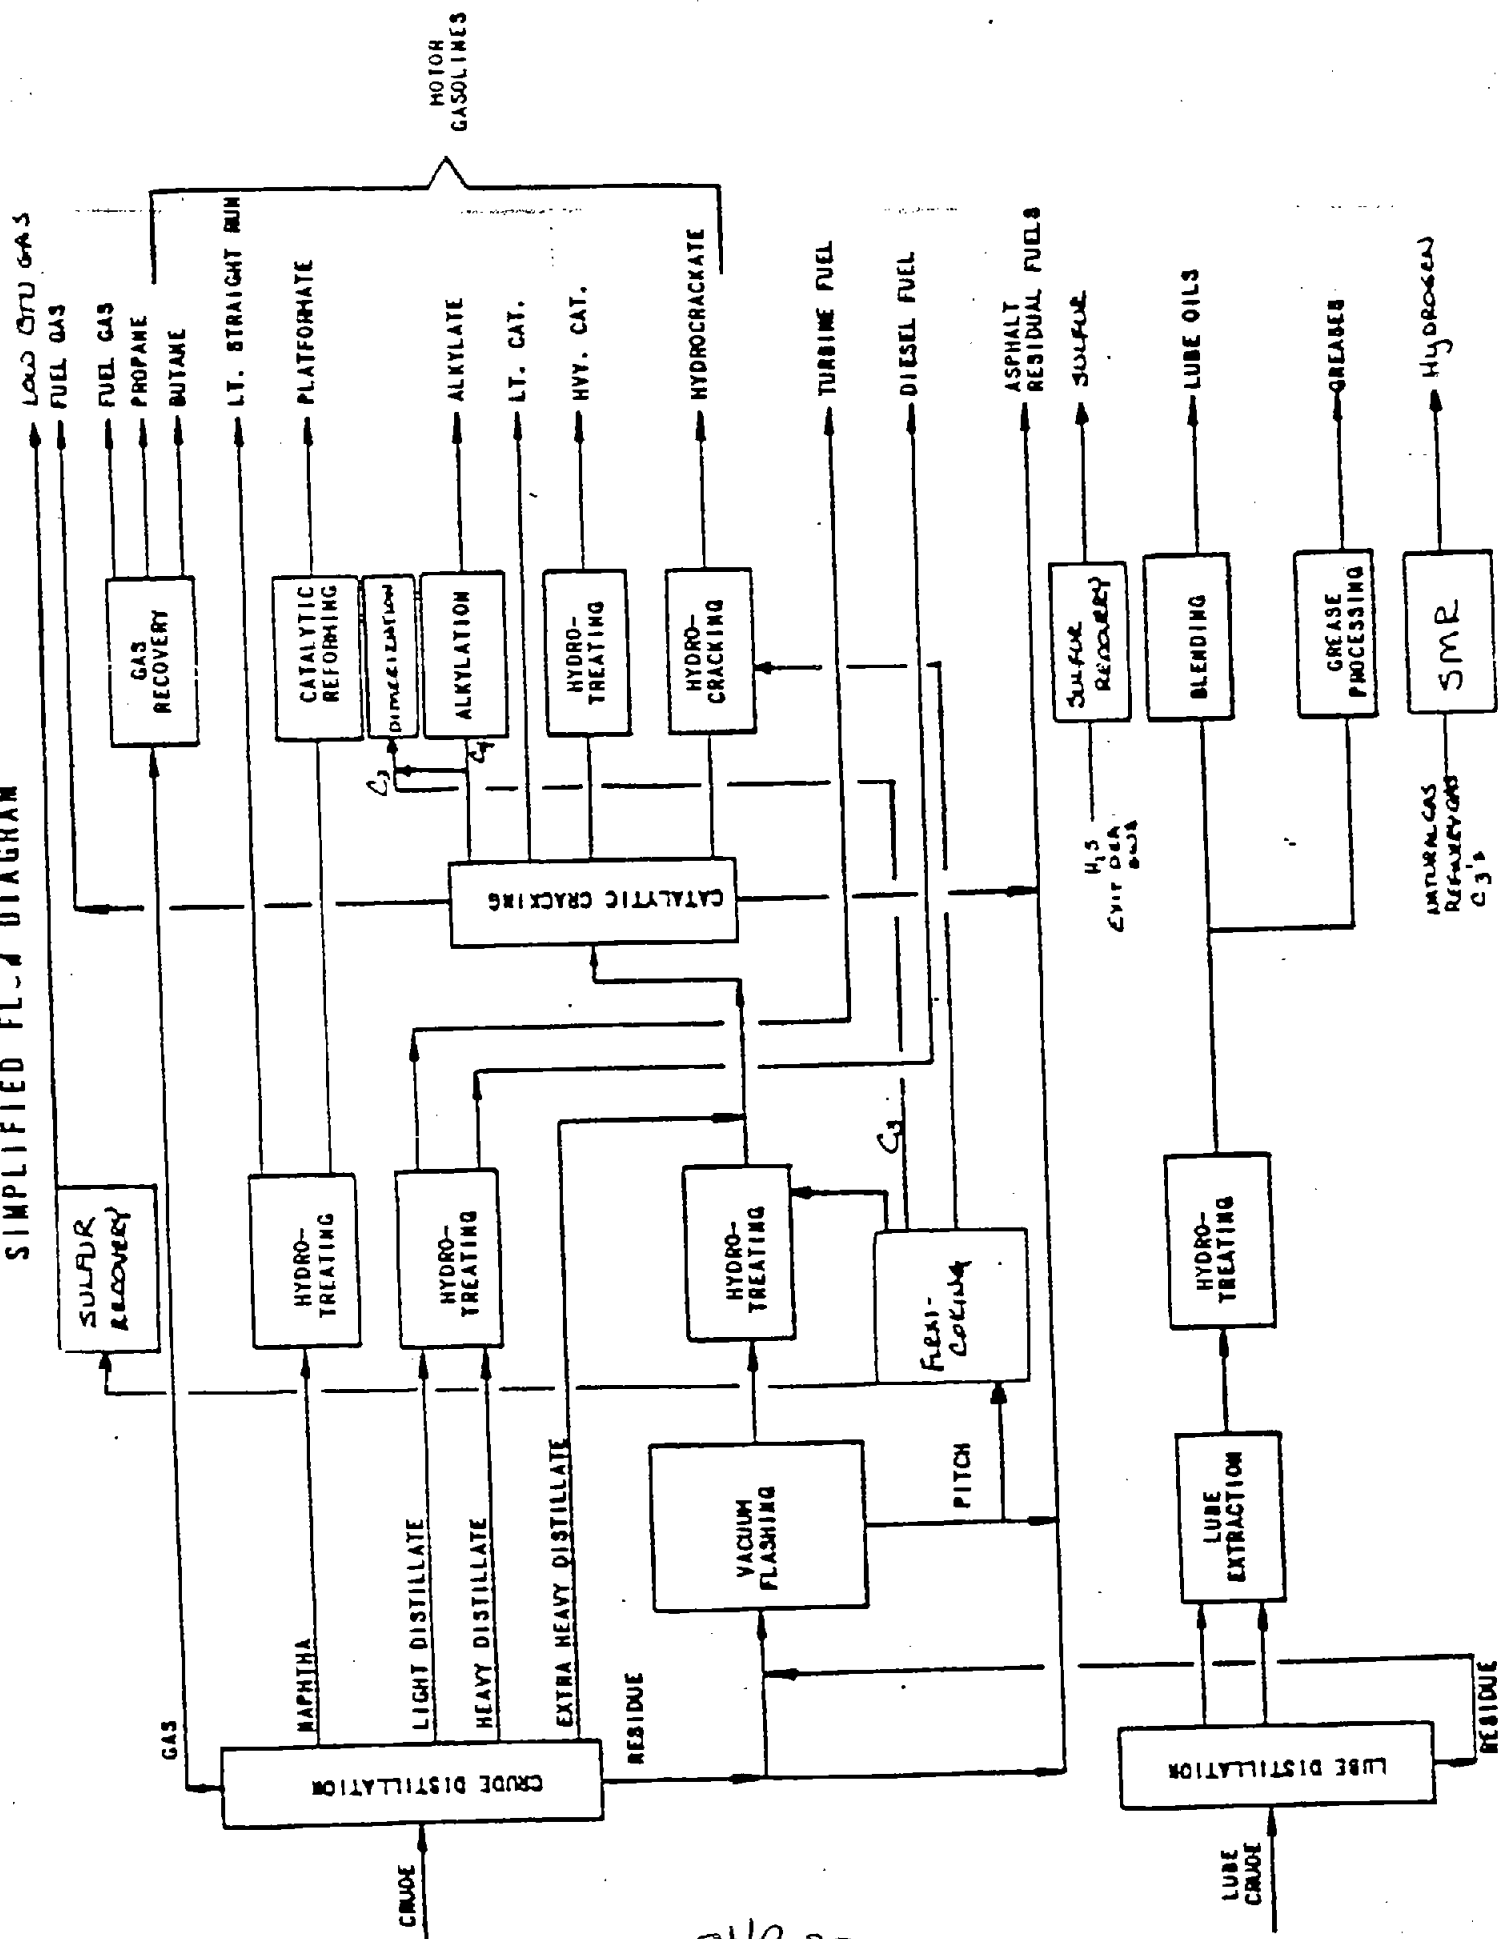 SIMPLIFIED FLOW DIAGRAM
LOW BTU GAS
FUEL GAS
FUEL GAS
PROPANE
BUTANE
LT. STRAIGHT RUN
PLATFORMATE
ALKYLATE
LT. CAT.
HVY. CAT.
HYDROCRACKATE
MOTOR
GASOLINES
TURBINE FUEL
DIESEL FUEL
ASPHALT
RESIDUAL FUELS
SULFUR
LUBE OILS
GREASES
HYDROGEN
GAS
RECOVERY
CATALYTIC
REFORMING
DIMERIZATION
ALKYLATION
HYDRO-
TREATING
HYDRO-
CRACKING
SULFUR
RECOVERY
BLENDING
GREASE
PROCESSING
SMR
C3
C4
CATALYTIC CRACKING
H2S
EXIT DEA
NATURAL GAS
REFINERY GAS
C3's
SULFUR
RECOVERY
HYDRO-
TREATING
HYDRO-
TREATING
HYDRO-
TREATING
C3
FLEXI-
COKING
HYDRO-
TREATING
VACUUM
FLASHING
PITCH
LUBE
EXTRACTION
GAS
NAPHTHA
LIGHT DISTILLATE
HEAVY DISTILLATE
EXTRA HEAVY DISTILLATE
RESIDUE
CRUDE DISTILLATION
CRUDE
LUBE DISTILLATION
RESIDUE
LUBE
CRUDE